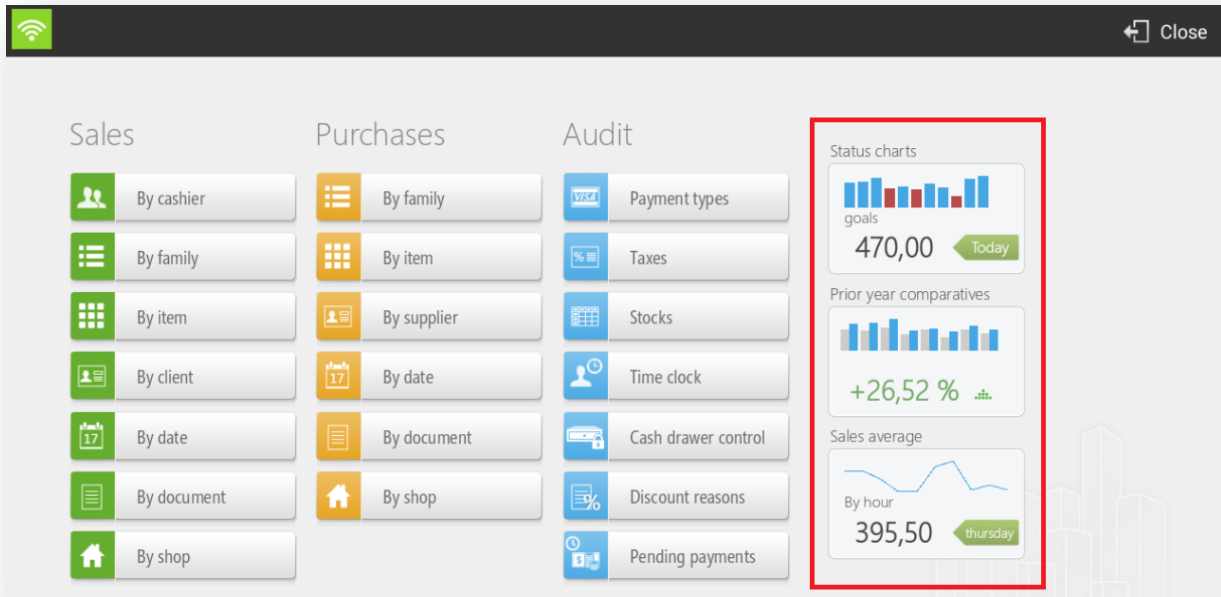 Close
Sales
By cashier
By family
By item
By client
17
By date
By document
By shop
Purchases
By family
By item
By supplier
17
By date
By document
By shop
Audit
VISA
Payment types
%
Taxes
Stocks
Time clock
Cash drawer control
%
Discount reasons
$
Pending payments
Status charts
goals
470,00
Today
Prior year comparatives
+26,52 %
Sales average
By hour
395,50
thursday